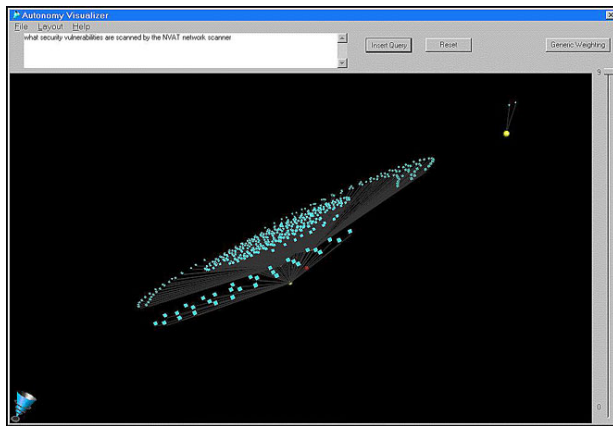 Autonomy Visualizer
File Layout Help
what security vulnerabilities are scanned by the NVAT network scanner
Insert Query
Reset
Generic Weighting
9
0